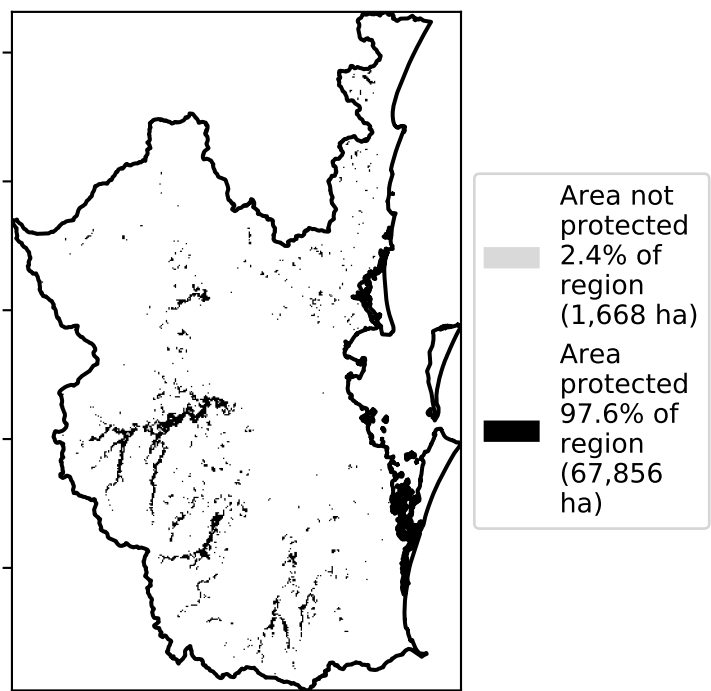 Area not
protected
2.4% of
region
(1,668 ha)
Area
protected
97.6% of
region
(67,856
ha)